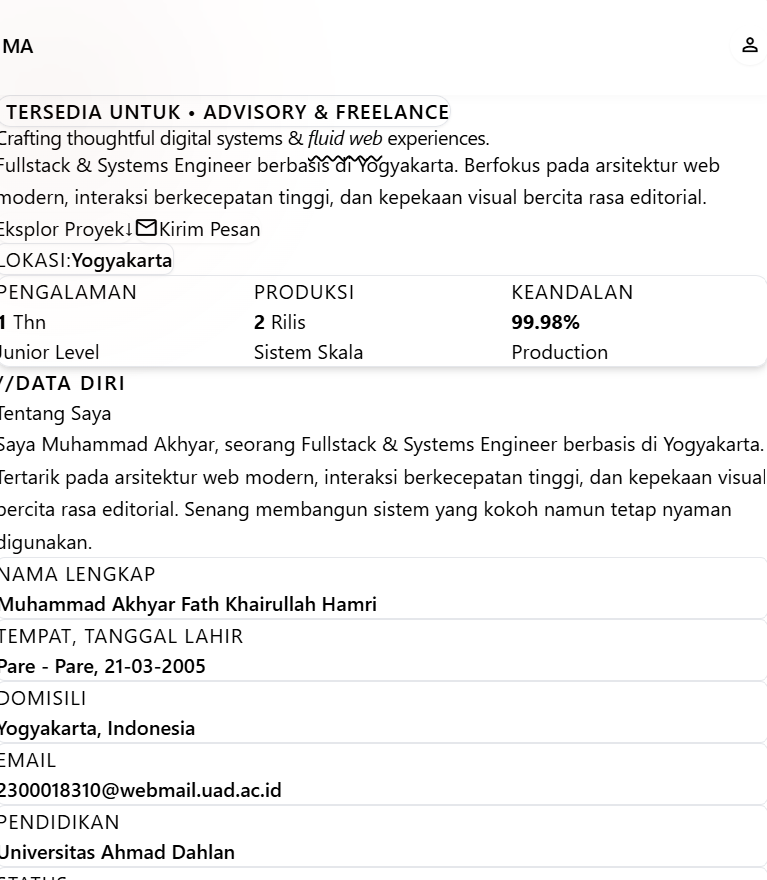 MA
TERSEDIA UNTUK • ADVISORY & FREELANCE
Crafting thoughtful digital systems & fluid web experiences.
Fullstack & Systems Engineer berbasis di Yogyakarta. Berfokus pada arsitektur web
modern, interaksi berkecepatan tinggi, dan kepekaan visual bercita rasa editorial.
Eksplor Proyek↓ Kirim Pesan
LOKASI:Yogyakarta
PENGALAMAN PRODUKSI KEANDALAN
1 Thn 2 Rilis 99.98%
Junior Level Sistem Skala Production
//DATA DIRI
Tentang Saya
Saya Muhammad Akhyar, seorang Fullstack & Systems Engineer berbasis di Yogyakarta.
Tertarik pada arsitektur web modern, interaksi berkecepatan tinggi, dan kepekaan visual
bercita rasa editorial. Senang membangun sistem yang kokoh namun tetap nyaman
digunakan.
NAMA LENGKAP
Muhammad Akhyar Fath Khairullah Hamri
TEMPAT, TANGGAL LAHIR
Pare - Pare, 21-03-2005
DOMISILI
Yogyakarta, Indonesia
EMAIL
2300018310@webmail.uad.ac.id
PENDIDIKAN
Universitas Ahmad Dahlan